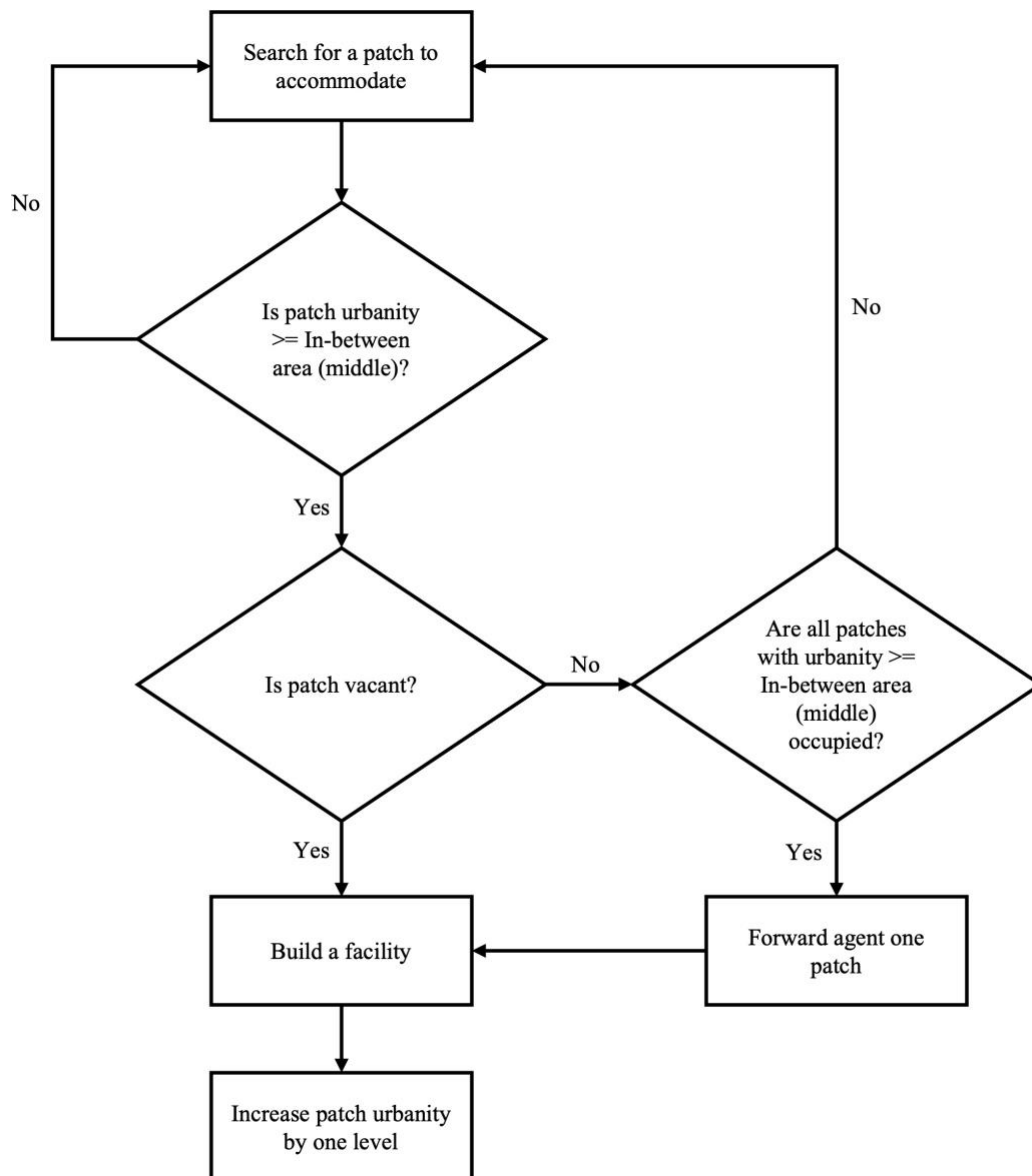 Search for a patch to
accommodate
No
Is patch urbanity
>= In-between
area (middle)?
No
Yes
Is patch vacant?
No
Are all patches
with urbanity >=
In-between area
(middle)
occupied?
Yes
Yes
Build a facility
Forward agent one
patch
Increase patch urbanity
by one level